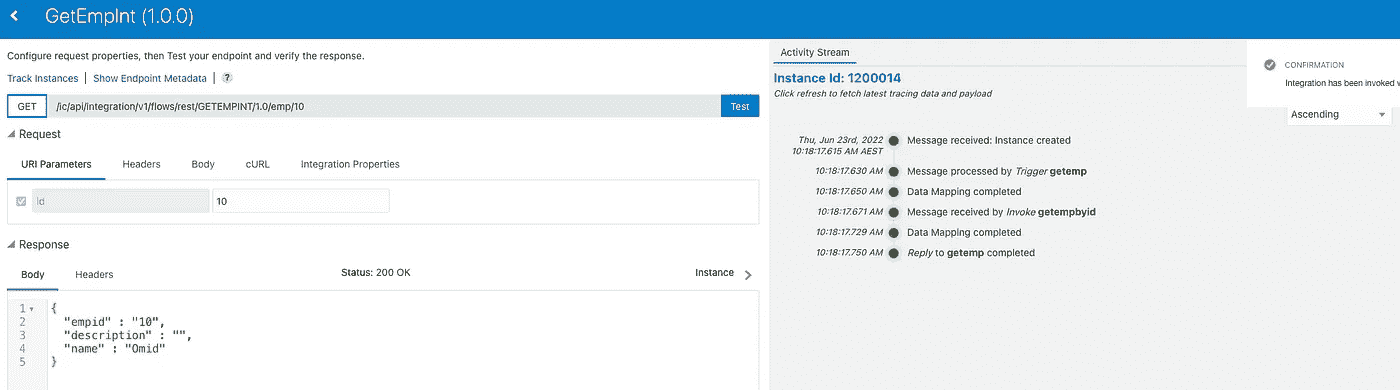 GetEmpInt (1.0.0)
Configure request properties, then Test your endpoint and verify the response.
Track Instances | Show Endpoint Metadata | ?
GET /ic/api/integration/v1/flows/rest/GETEMPINT/1.0/emp/10 Test
Request
URI Parameters Headers Body cURL Integration Properties
id 10
Response
Body Headers Status: 200 OK Instance
1 {
2 "empid" : "10",
3 "description" : "",
4 "name" : "Omid"
5 }
Activity Stream
Instance Id: 1200014
Click refresh to fetch latest tracing data and payload
CONFIRMATION
Integration has been invoked
Ascending
Thu, Jun 23rd, 2022
10:18:17.615 AM AEST Message received: Instance created
10:18:17.630 AM Message processed by Trigger getemp
10:18:17.650 AM Data Mapping completed
10:18:17.671 AM Message received by Invoke getempbyid
10:18:17.729 AM Data Mapping completed
10:18:17.750 AM Reply to getemp completed